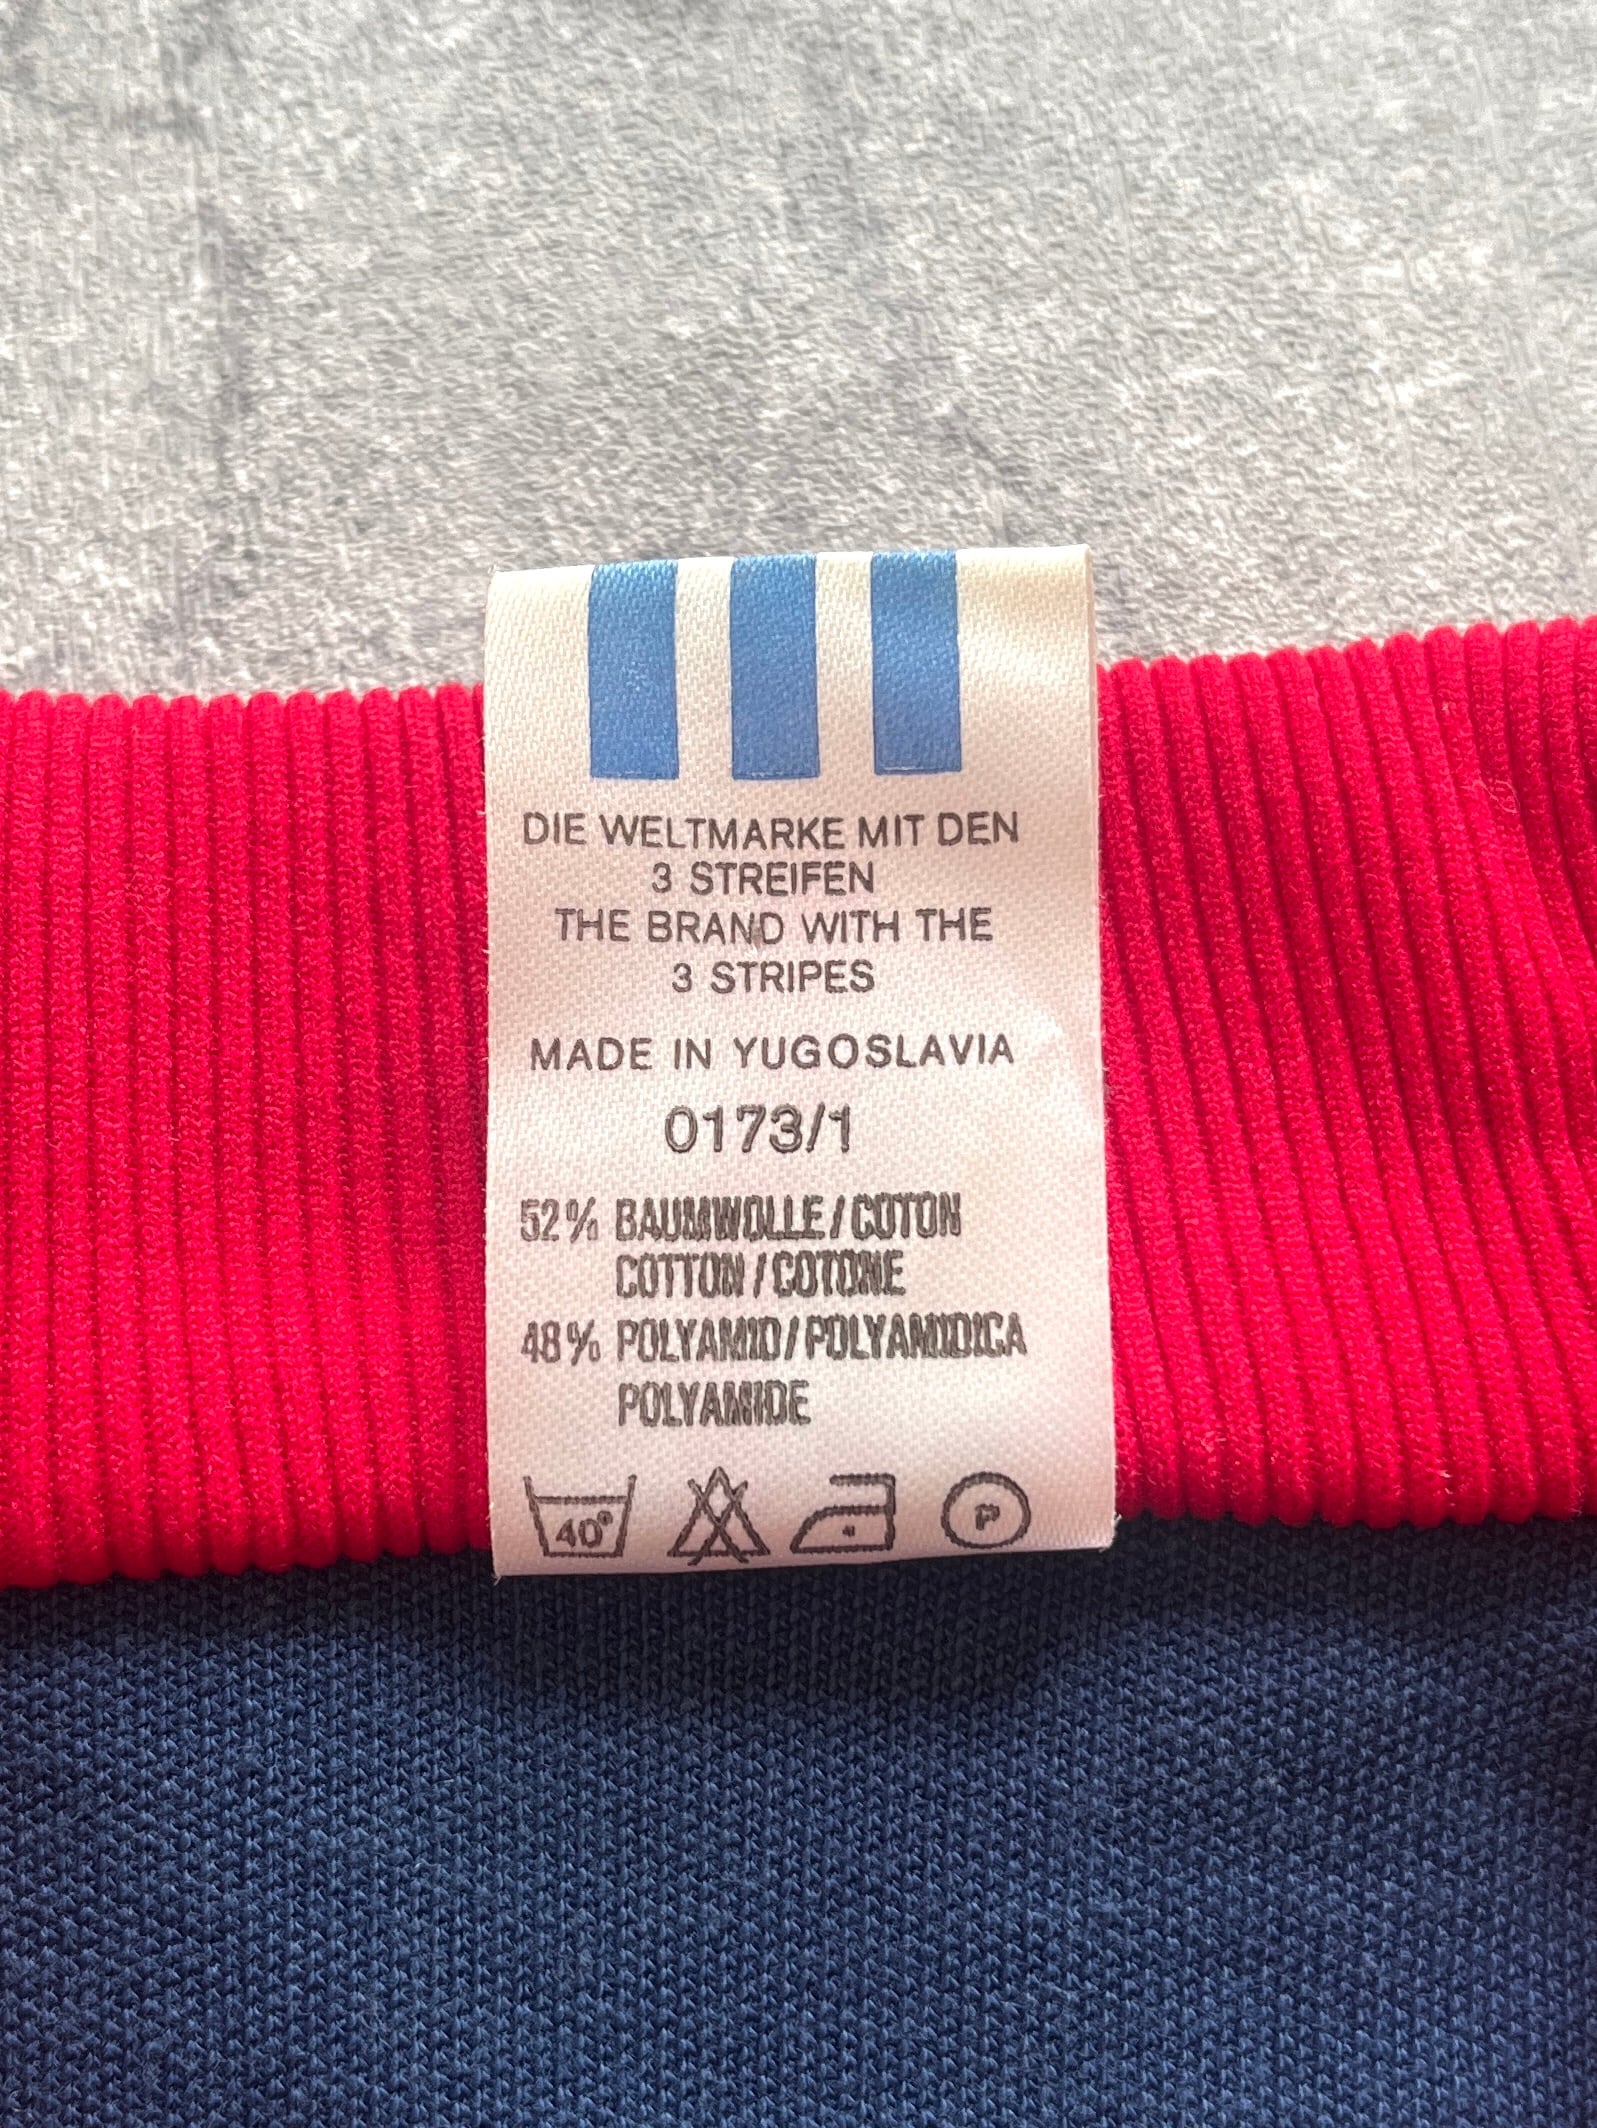 DIE WELTMARKE MIT DEN
3 STREIFEN
THE BRAND WITH THE
3 STRIPES
MADE IN YUGOSLAVIA
0173/1
52% BAUMWOLLE/COTON
COTTON/COTONE
48% POLYAMID/POLYAMIDICA
POLYAMIDE
40° P